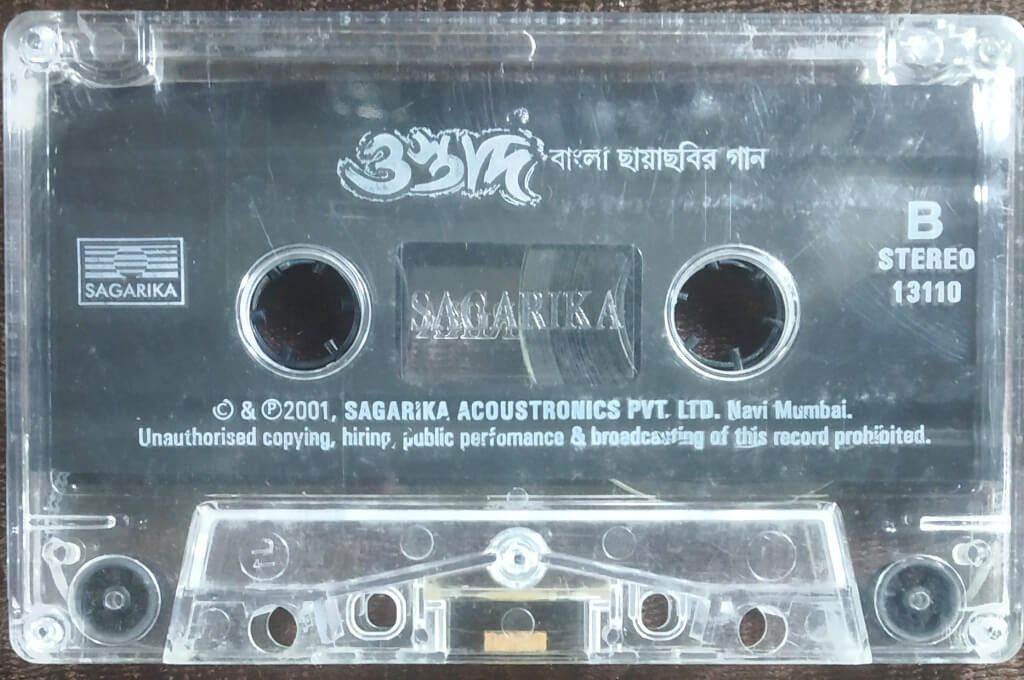 ওস্তাদ বাংলা ছায়াছবির গান
B
STEREO
13110
SAGARIKA
SAGARIKA
© & ℗2001, SAGARIKA ACOUSTRONICS PVT. LTD. Navi Mumbai.
Unauthorised copying, hiring, public perfomance & broadcasting of this record prohibited.